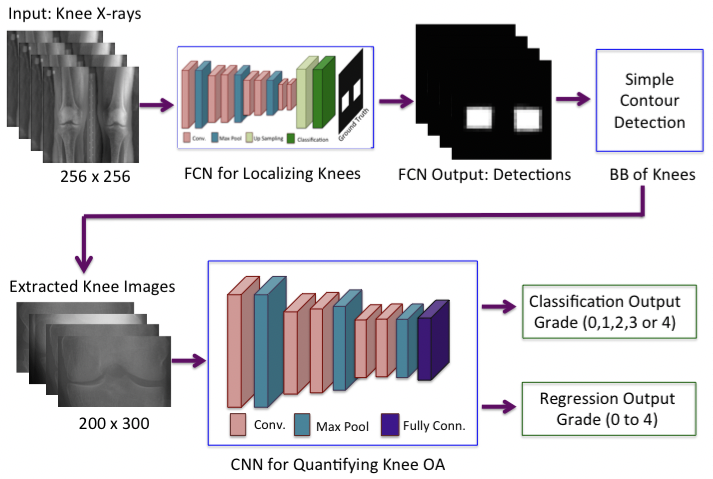 Input: Knee X-rays
256 x 256
Conv.
Max Pool
Up Sampling
Classification
Ground Truth
FCN for Localizing Knees
FCN Output: Detections
Simple
Contour
Detection
BB of Knees
Extracted Knee Images
200 x 300
Conv.
Max Pool
Fully Conn.
CNN for Quantifying Knee OA
Classification Output
Grade (0,1,2,3 or 4)
Regression Output
Grade (0 to 4)